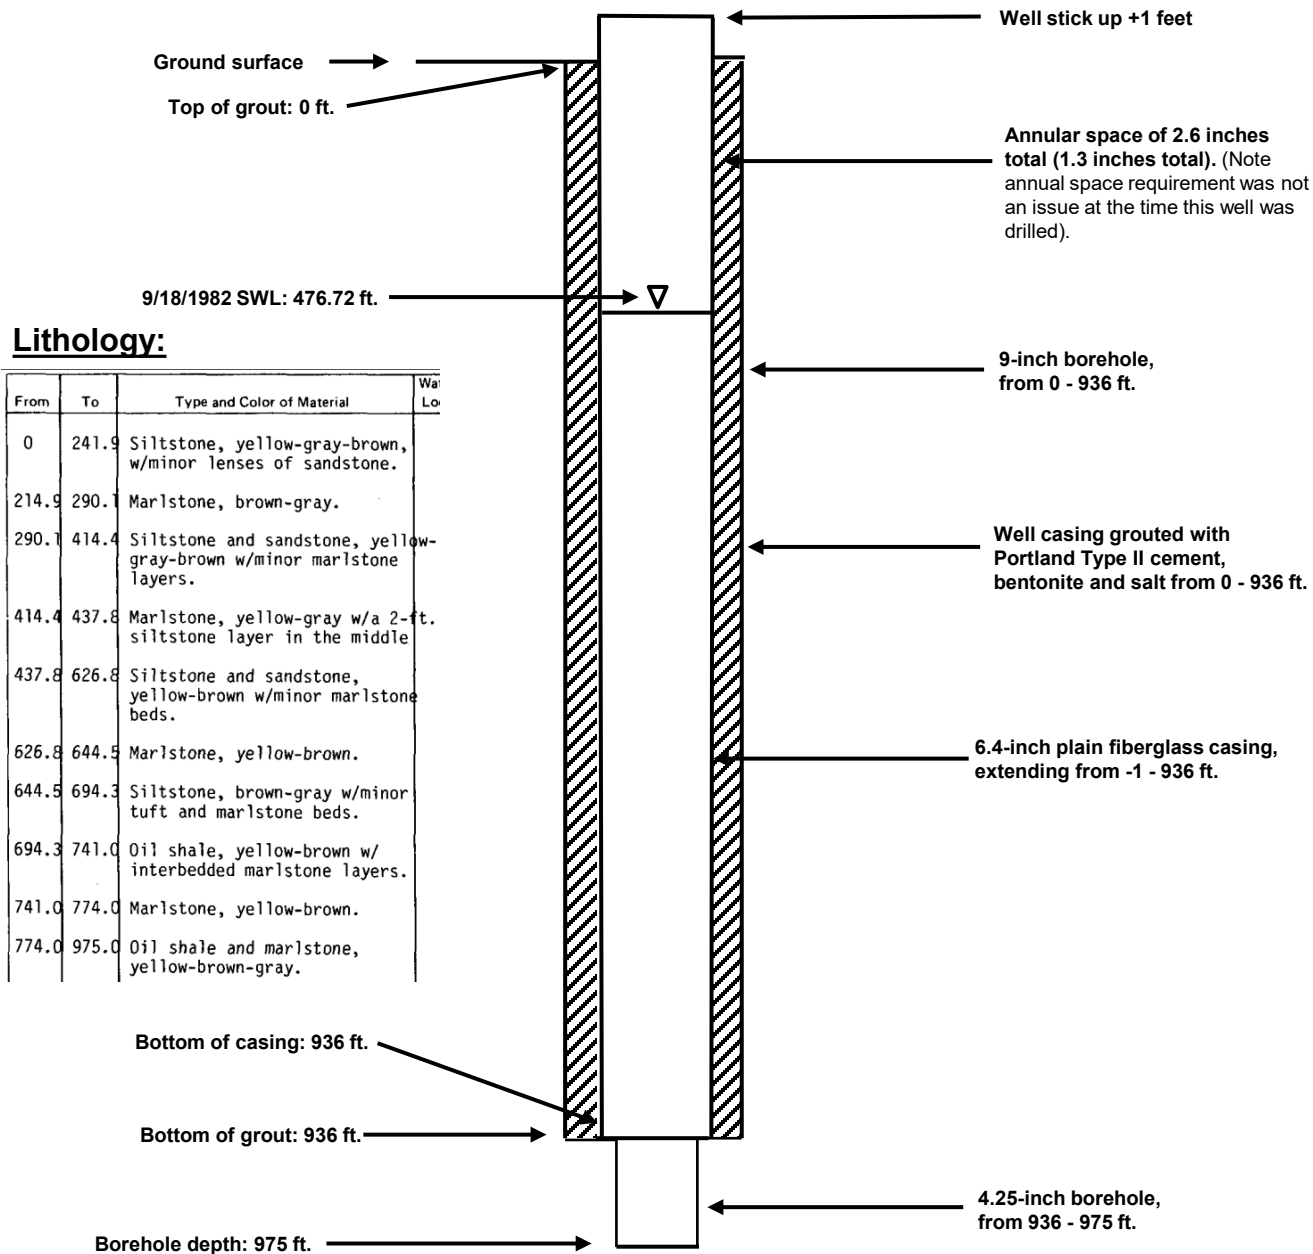 Well stick up +1 feet
Ground surface
Top of grout: 0 ft.
Annular space of 2.6 inches
total (1.3 inches total). (Note
annual space requirement was not
an issue at the time this well was
drilled).
9/18/1982 SWL: 476.72 ft.
Lithology:
9-inch borehole,
from 0 - 936 ft.
From To Type and Color of Material
0 241.9 Siltstone, yellow-gray-brown,
w/minor lenses of sandstone.
214.9 290.1 Marlstone, brown-gray.
290.1 414.4 Siltstone and sandstone, yellow-
gray-brown w/minor marlstone
layers.
414.4 437.8 Marlstone, yellow-gray w/a 2-ft.
siltstone layer in the middle
437.8 626.8 Siltstone and sandstone,
yellow-brown w/minor marlstone
beds.
626.8 644.5 Marlstone, yellow-brown.
644.5 694.3 Siltstone, brown-gray w/minor
tuft and marlstone beds.
694.3 741.0 Oil shale, yellow-brown w/
interbedded marlstone layers.
741.0 774.0 Marlstone, yellow-brown.
774.0 975.0 Oil shale and marlstone,
yellow-brown-gray.
Well casing grouted with
Portland Type II cement,
bentonite and salt from 0 - 936 ft.
6.4-inch plain fiberglass casing,
extending from -1 - 936 ft.
Bottom of casing: 936 ft.
Bottom of grout: 936 ft.
4.25-inch borehole,
from 936 - 975 ft.
Borehole depth: 975 ft.